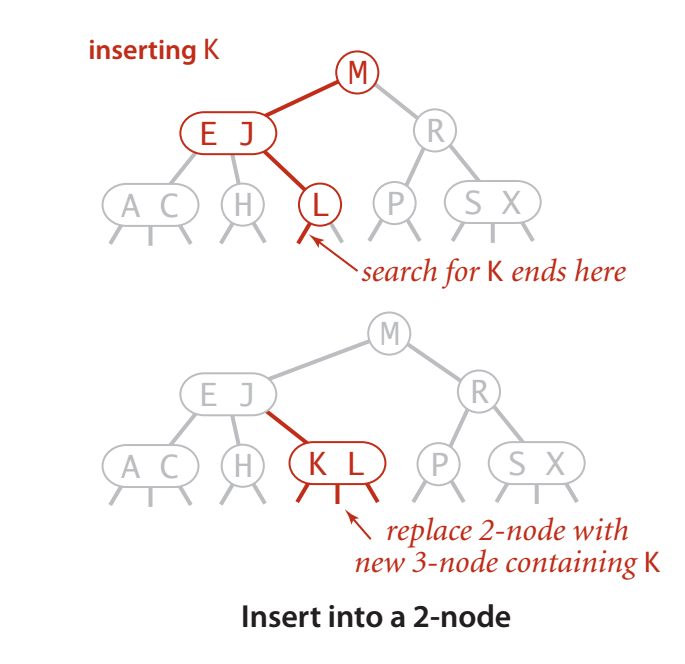 inserting K
M
E J
R
A C
H
L
P
S X
search for K ends here
M
E J
R
A C
H
K L
P
S X
replace 2-node with
new 3-node containing K
Insert into a 2-node